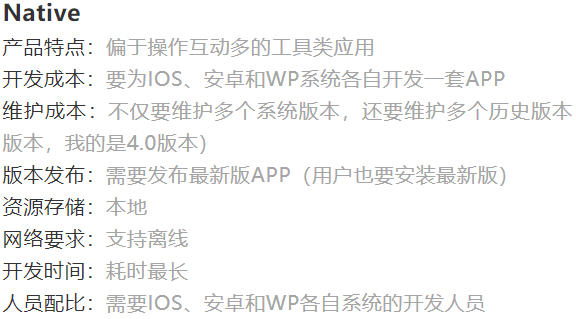 Native
产品特点：偏于操作互动多的工具类应用
开发成本：要为IOS、安卓和WP系统各自开发一套APP
维护成本：不仅要维护多个系统版本，还要维护多个历史版本
版本，我的是4.0版本）
版本发布：需要发布最新版APP（用户也要安装最新版）
资源存储：本地
网络要求：支持离线
开发时间：耗时最长
人员配比：需要IOS、安卓和WP各自系统的开发人员